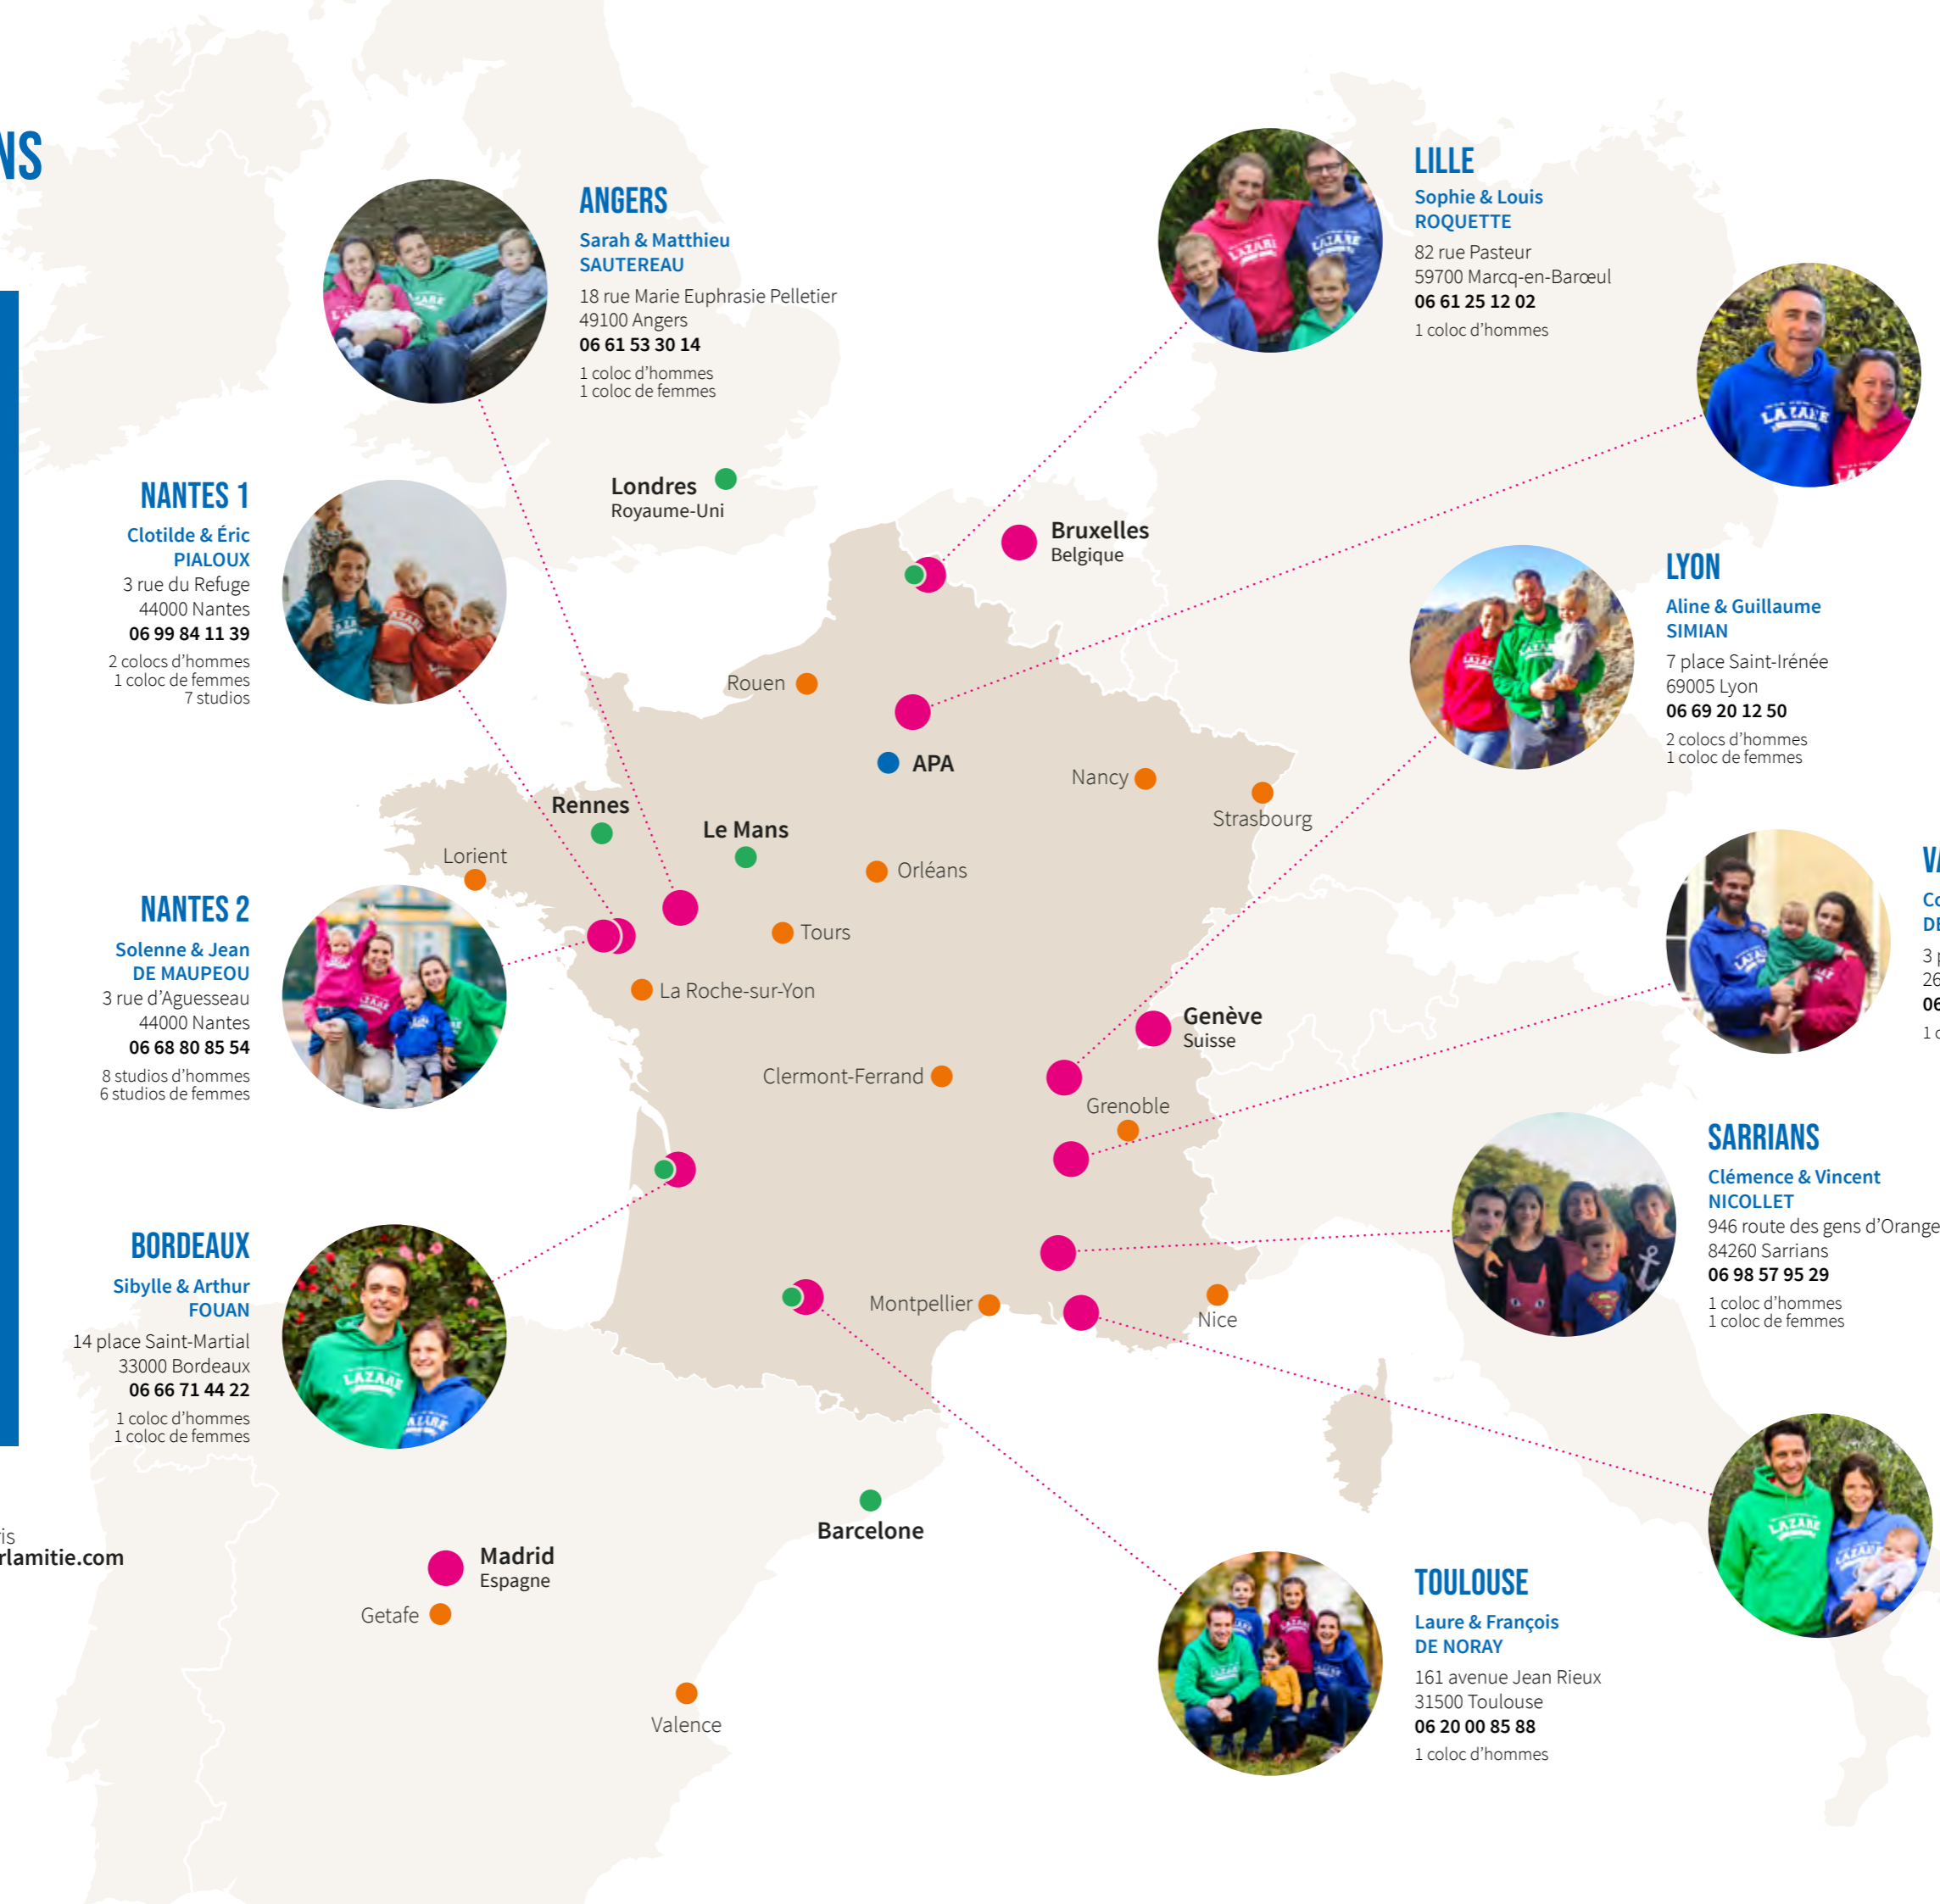 NS
ANGERS
Sarah & Matthieu
SAUTEREAU
18 rue Marie Euphrasie Pelletier
49100 Angers
06 61 53 30 14
1 coloc d'hommes
1 coloc de femmes
LILLE
Sophie & Louis
ROQUETTE
82 rue Pasteur
59700 Marcq-en-Barœul
06 61 25 12 02
1 coloc d'hommes
NANTES 1
Clotilde & Éric
PIALOUX
3 rue du Refuge
44000 Nantes
06 99 84 11 39
2 colocs d'hommes
1 coloc de femmes
7 studios
Londres
Royaume-Uni
Bruxelles
Belgique
LYON
Aline & Guillaume
SIMIAN
7 place Saint-Irénée
69005 Lyon
06 69 20 12 50
2 colocs d'hommes
1 coloc de femmes
Rouen
APA
Nancy
Strasbourg
Rennes
Le Mans
Lorient
Orléans
Tours
La Roche-sur-Yon
NANTES 2
Solenne & Jean
DE MAUPEOU
3 rue d'Aguesseau
44000 Nantes
06 68 80 85 54
8 studios d'hommes
6 studios de femmes
Genève
Suisse
Clermont-Ferrand
Grenoble
SARRIANS
Clémence & Vincent
NICOLLET
946 route des gens d'Orange
84260 Sarrians
06 98 57 95 29
1 coloc d'hommes
1 coloc de femmes
BORDEAUX
Sibylle & Arthur
FOUAN
14 place Saint-Martial
33000 Bordeaux
06 66 71 44 22
1 coloc d'hommes
1 coloc de femmes
Montpellier
Nice
Barcelone
ris
rlamitie.com
Madrid
Espagne
Getafe
Valence
TOULOUSE
Laure & François
DE NORAY
161 avenue Jean Rieux
31500 Toulouse
06 20 00 85 88
1 coloc d'hommes
LAZARE
LAZARE
LAZARE
LAZARE
LAZARE
LAZARE
LAZARE